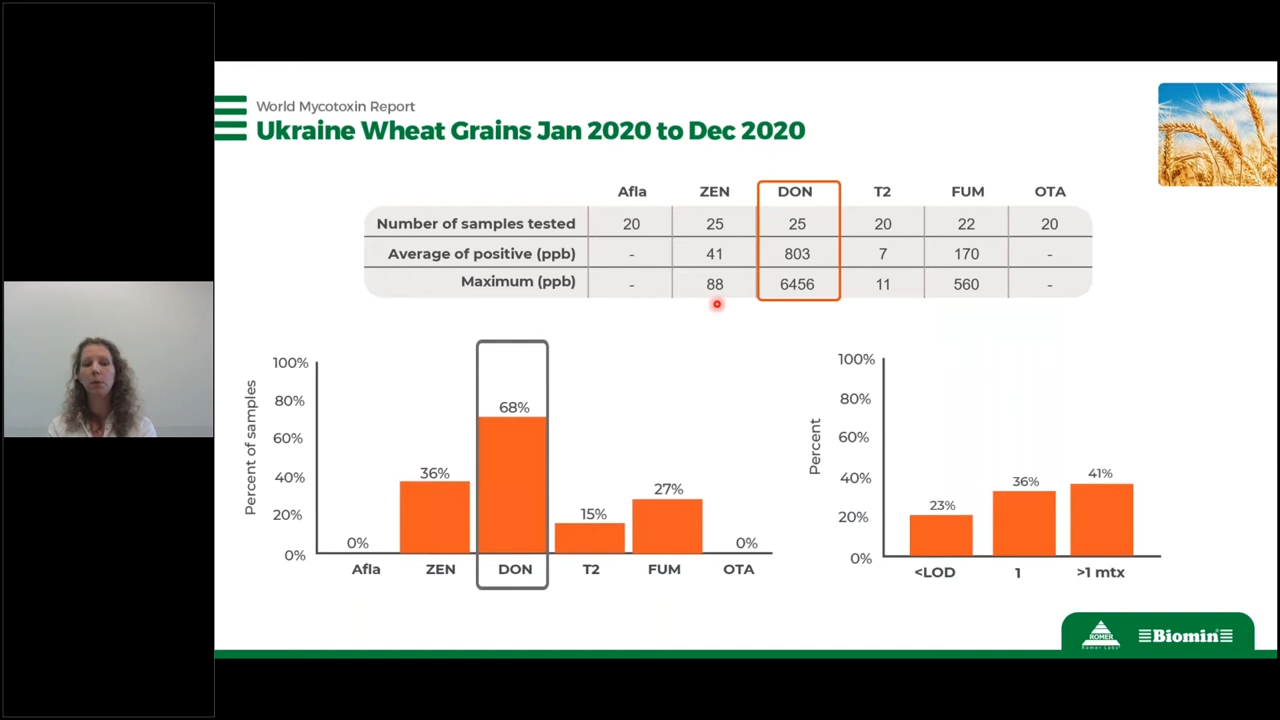 World Mycotoxin Report
Ukraine Wheat Grains Jan 2020 to Dec 2020
Afla ZEN DON T2 FUM OTA
Number of samples tested 20 25 25 20 22 20
Average of positive (ppb) - 41 803 7 170 -
Maximum (ppb) - 88 6456 11 560 -
Percent of samples
100%
80%
60%
40%
20%
0%
0% 36% 68% 15% 27% 0%
Afla ZEN DON T2 FUM OTA
Percent
100%
80%
60%
40%
20%
0%
23% 36% 41%
<LOD 1 >1 mtx
ROMER
Romer Labs
Biomin